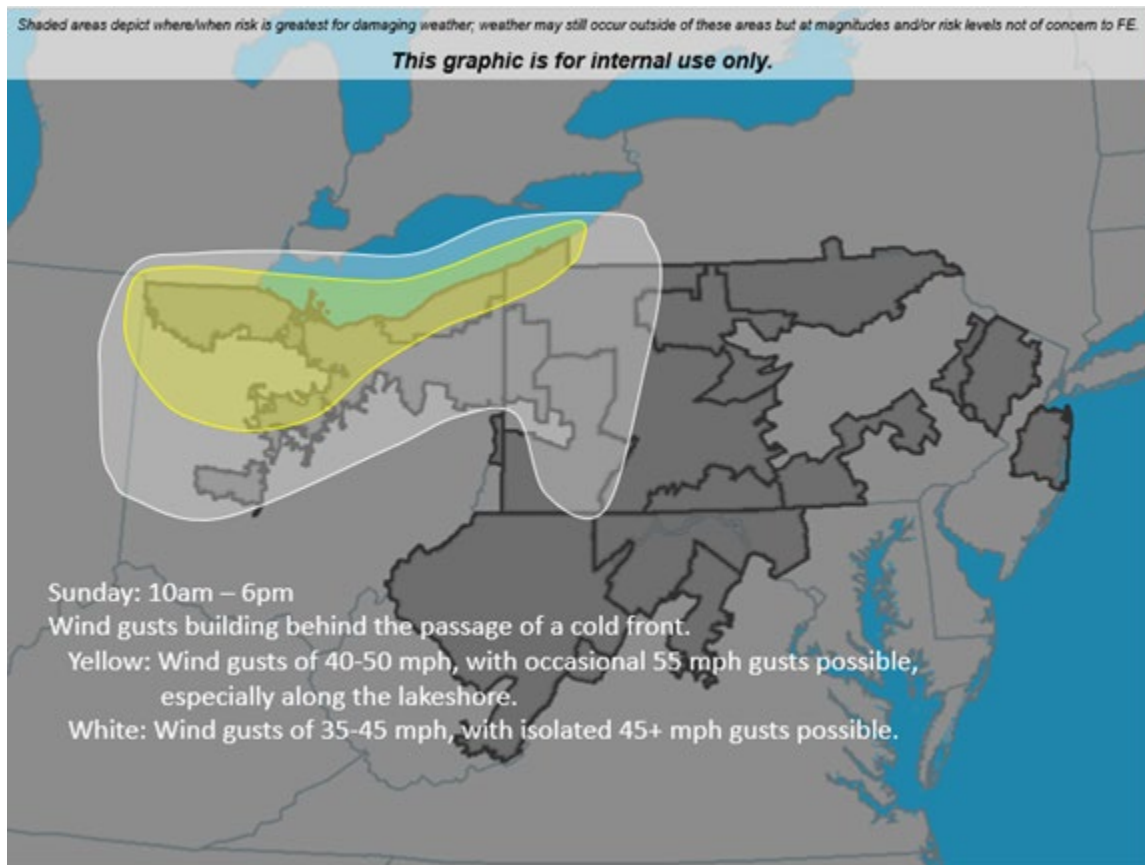 Shaded areas depict where/when risk is greatest for damaging weather; weather may still occur outside of these areas but at magnitudes and/or risk levels not of concern to FE.
This graphic is for internal use only.
Sunday: 10am – 6pm
Wind gusts building behind the passage of a cold front.
Yellow: Wind gusts of 40-50 mph, with occasional 55 mph gusts possible,
especially along the lakeshore.
White: Wind gusts of 35-45 mph, with isolated 45+ mph gusts possible.